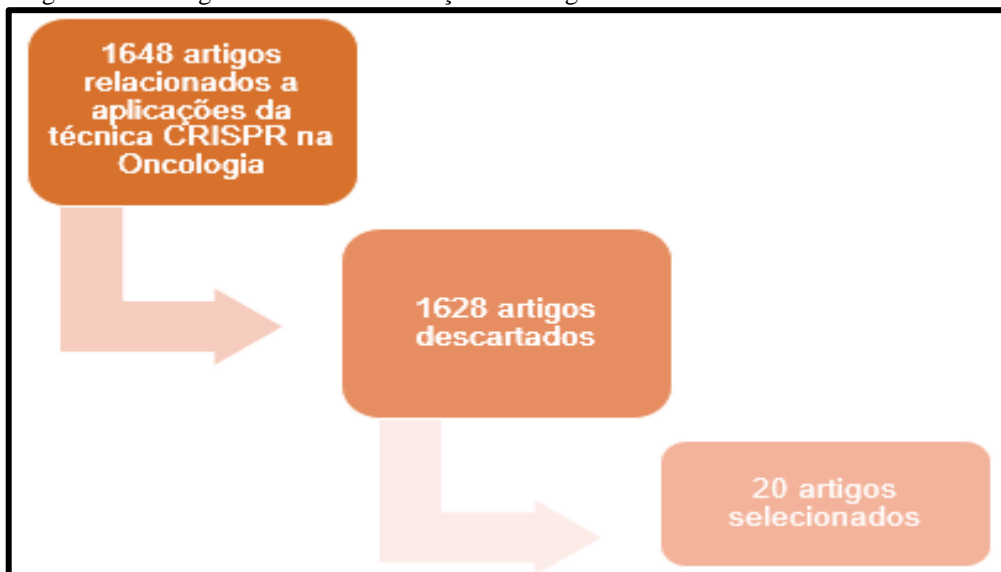 1648 artigos
relacionados a
aplicações da
técnica CRISPR na
Oncologia
1628 artigos
descartados
20 artigos
selecionados